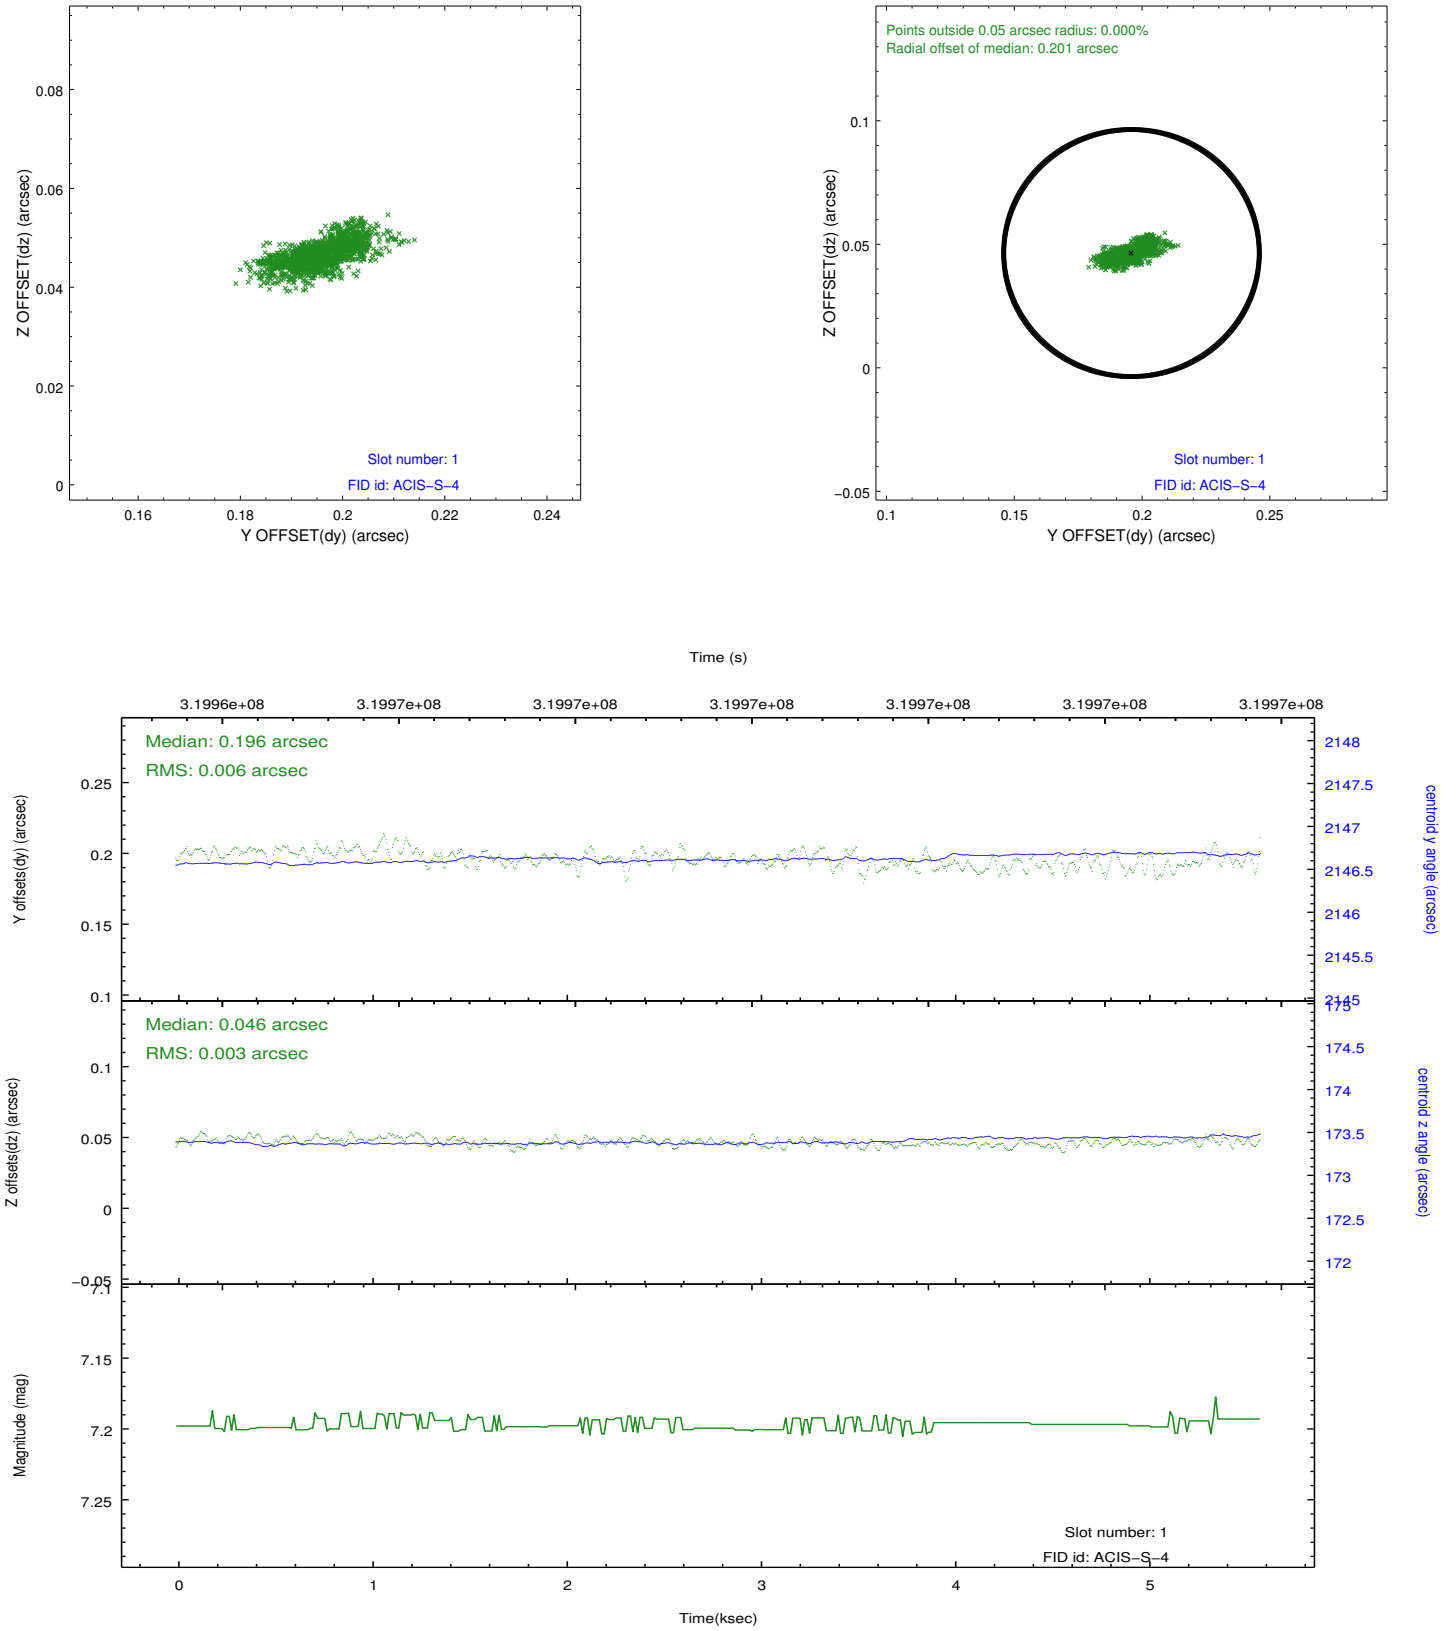 0.08
0.06
0.04
0.02
0
Z OFFSET(dz) (arcsec)
Slot number: 1
FID id: ACIS−S−4
0.16 0.18 0.2 0.22 0.24
Y OFFSET(dy) (arcsec)
Points outside 0.05 arcsec radius: 0.000%
Radial offset of median: 0.201 arcsec
0.1
0.05
0
−0.05
Z OFFSET(dz) (arcsec)
Slot number: 1
FID id: ACIS−S−4
0.1 0.15 0.2 0.25
Y OFFSET(dy) (arcsec)
Time (s)
3.1996e+08 3.1997e+08 3.1997e+08 3.1997e+08 3.1997e+08 3.1997e+08 3.1997e+08
Median: 0.196 arcsec
RMS: 0.006 arcsec
0.25
0.2
0.15
0.1
Y offsets(dy) (arcsec)
2148
2147.5
2147
2146.5
2146
2145.5
2145
centroid y angle (arcsec)
Median: 0.046 arcsec
RMS: 0.003 arcsec
0.1
0.05
0
−0.05
Z offsets(dz) (arcsec)
175
174.5
174
173.5
173
172.5
172
centroid z angle (arcsec)
7.1
7.15
7.2
7.25
Magnitude (mag)
Slot number: 1
FID id: ACIS−S−4
0 1 2 3 4 5
Time(ksec)